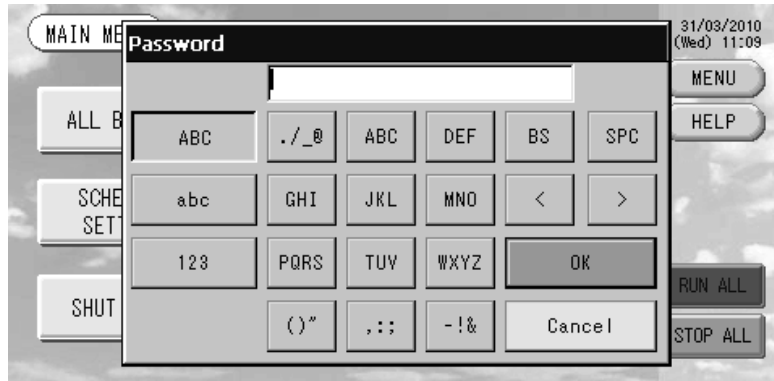 MAIN ME
31/03/2010
(Wed) 11:09
Password
MENU
HELP
ALL B
SCHE
SETT
SHUT
ABC
./_@
ABC
DEF
BS
SPC
abc
GHI
JKL
MNO
<
>
123
PQRS
TUV
WXYZ
OK
()"
,:;
-!&
Cancel
RUN ALL
STOP ALL